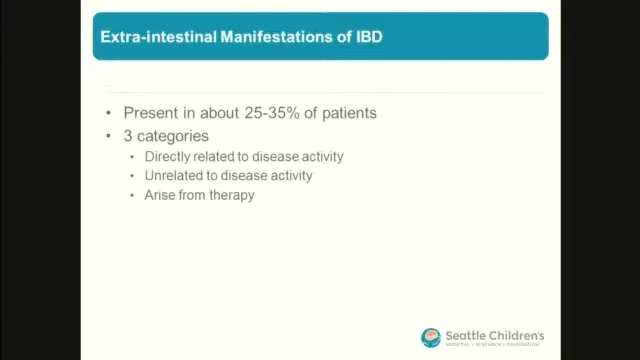 Extra-intestinal Manifestations of IBD
• Present in about 25-35% of patients
• 3 categories
• Directly related to disease activity
• Unrelated to disease activity
• Arise from therapy
Seattle Children's
HOSPITAL • RESEARCH • FOUNDATION